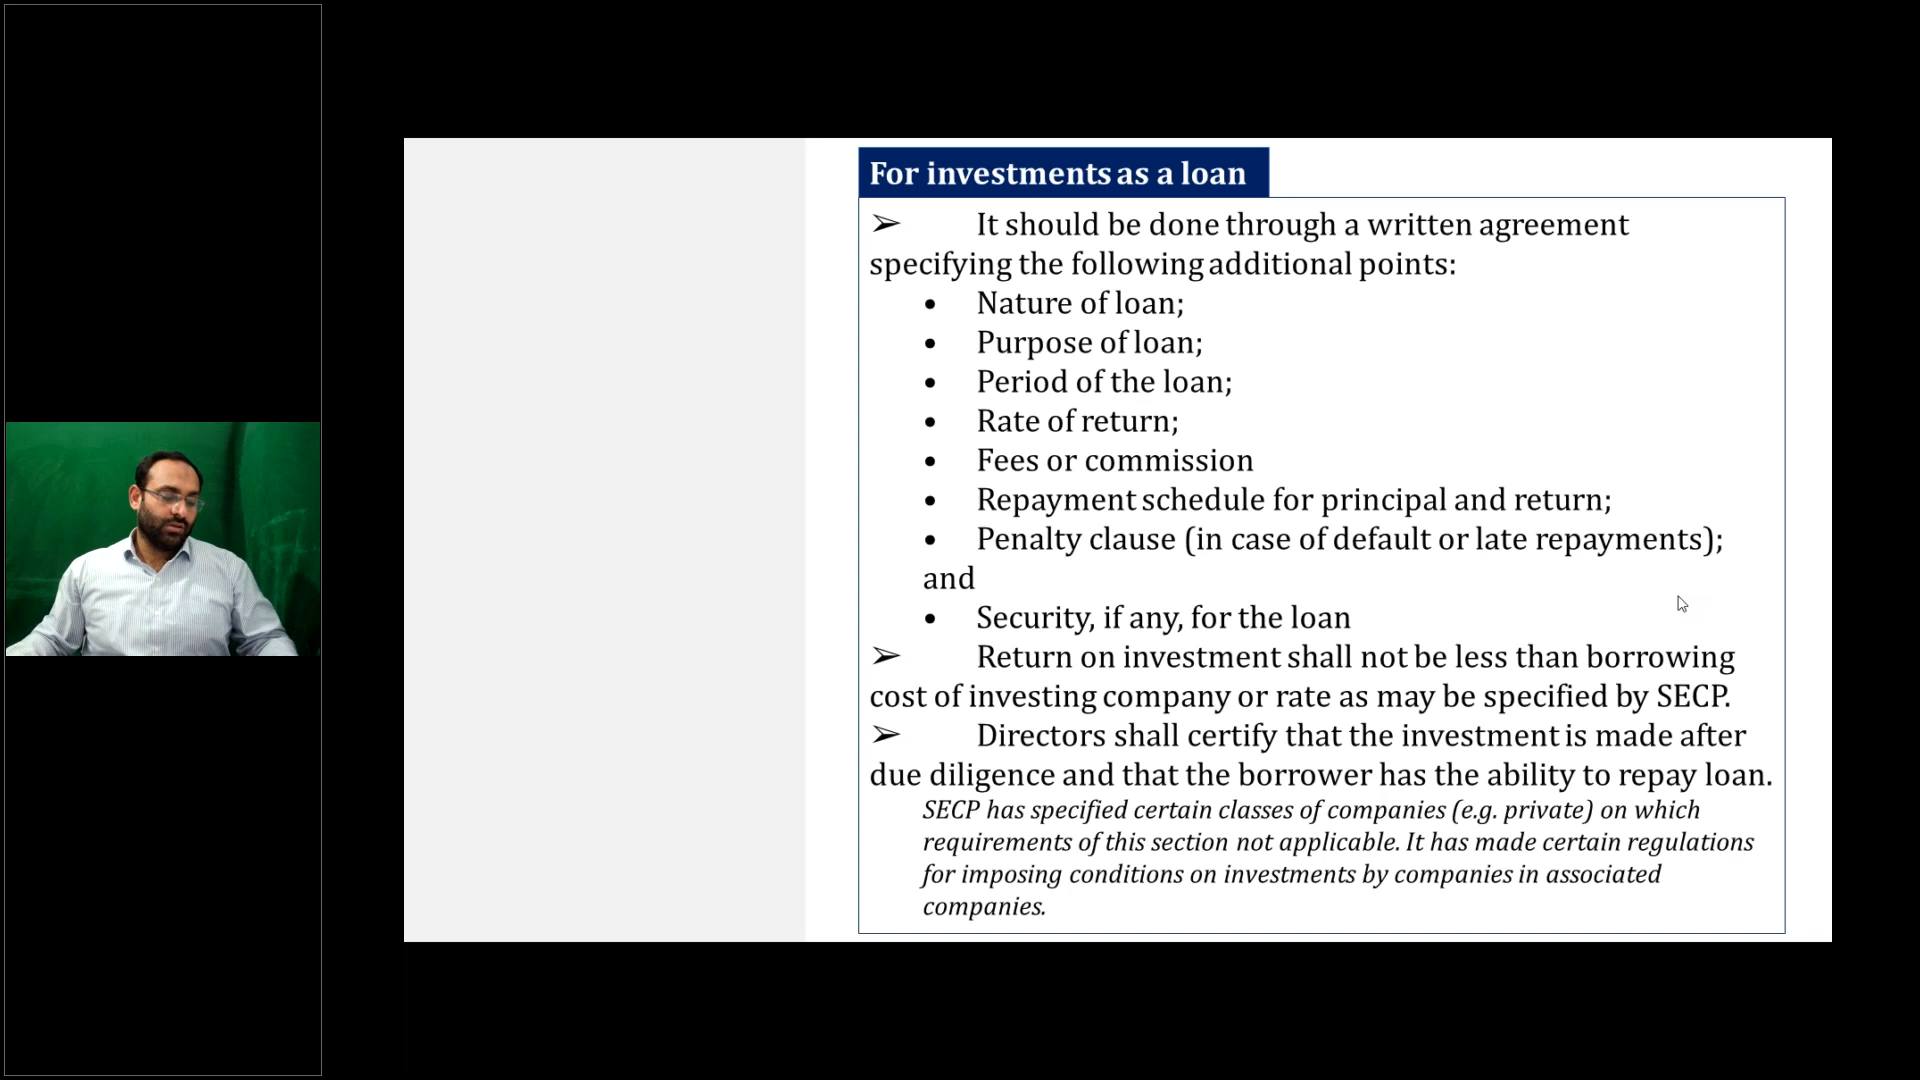 For investments as a loan
➢ It should be done through a written agreement
specifying the following additional points:
• Nature of loan;
• Purpose of loan;
• Period of the loan;
• Rate of return;
• Fees or commission
• Repayment schedule for principal and return;
• Penalty clause (in case of default or late repayments);
and
• Security, if any, for the loan
➢ Return on investment shall not be less than borrowing
cost of investing company or rate as may be specified by SECP.
➢ Directors shall certify that the investment is made after
due diligence and that the borrower has the ability to repay loan.
SECP has specified certain classes of companies (e.g. private) on which
requirements of this section not applicable. It has made certain regulations
for imposing conditions on investments by companies in associated
companies.